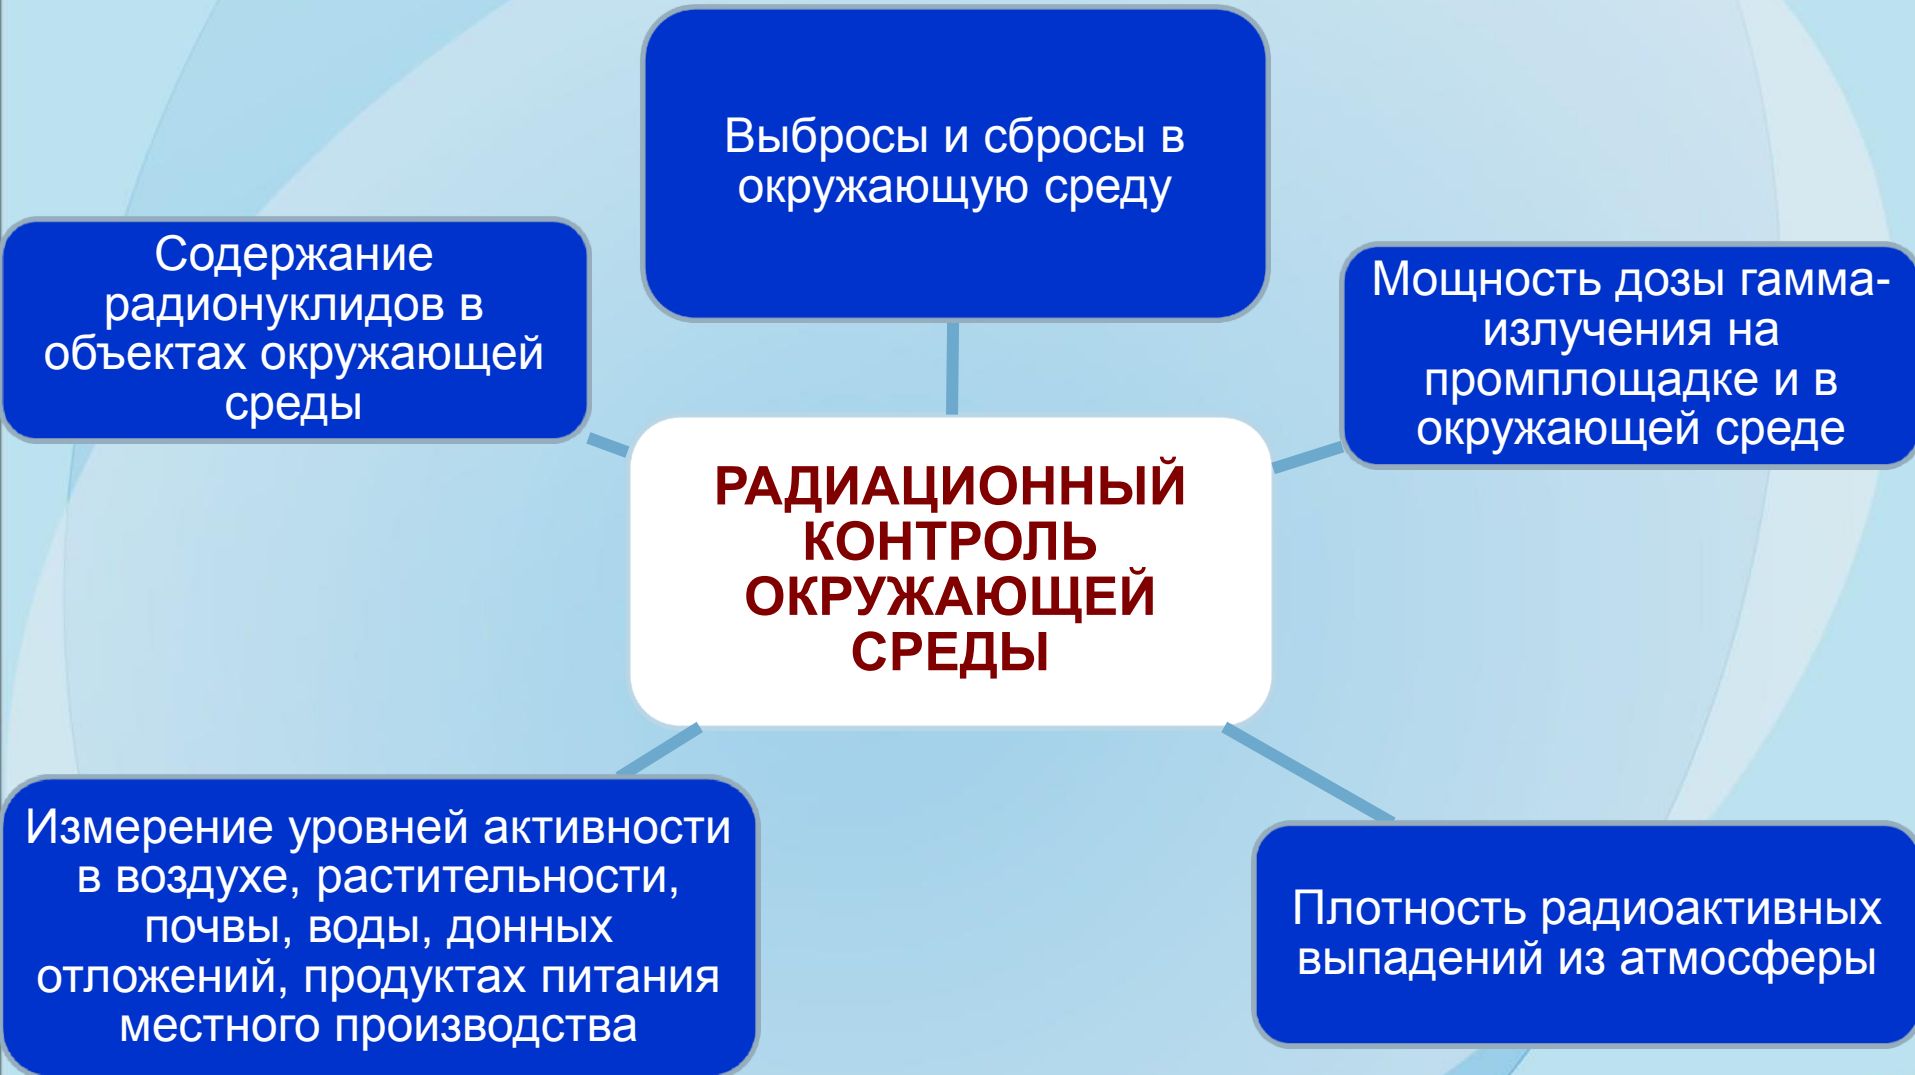 Выбросы и сбросы в
окружающую среду
Содержание
радионуклидов в
объектах окружающей
среды
Мощность дозы гамма-
излучения на
промплощадке и в
окружающей среде
РАДИАЦИОННЫЙ
КОНТРОЛЬ
ОКРУЖАЮЩЕЙ
СРЕДЫ
Измерение уровней активности
в воздухе, растительности,
почвы, воды, донных
отложений, продуктах питания
местного производства
Плотность радиоактивных
выпадений из атмосферы